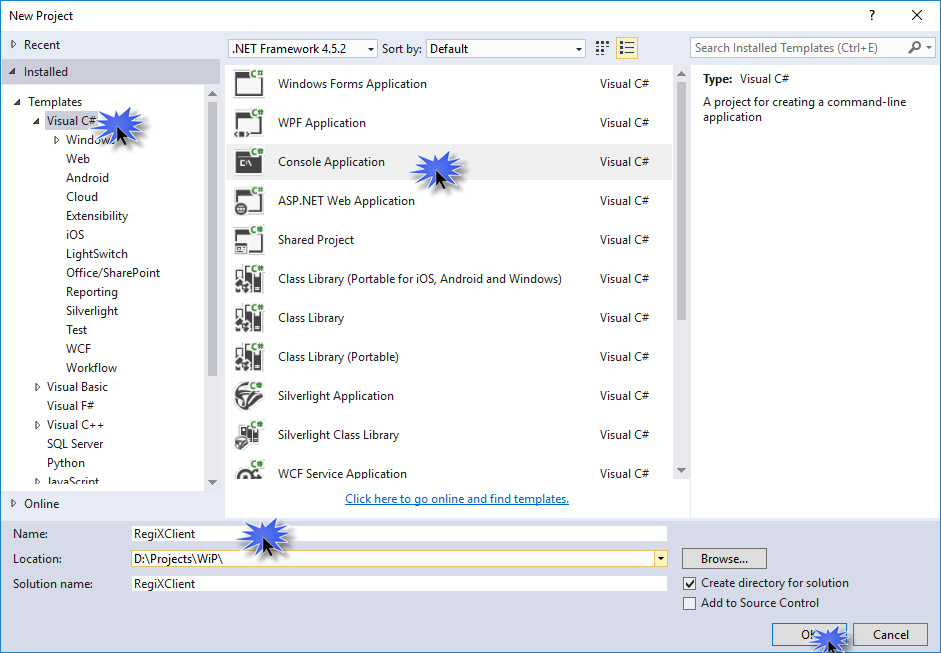 New Project
?
Recent
.NET Framework 4.5.2
Sort by:
Default
Search Installed Templates (Ctrl+E)
Installed
Templates
Visual C#
Windows
Web
Android
Cloud
Extensibility
iOS
LightSwitch
Office/SharePoint
Reporting
Silverlight
Test
WCF
Workflow
Visual Basic
Visual F#
Visual C++
SQL Server
Python
JavaScript
Online
Windows Forms Application Visual C#
WPF Application Visual C#
Console Application Visual C#
ASP.NET Web Application Visual C#
Shared Project Visual C#
Class Library (Portable for iOS, Android and Windows) Visual C#
Class Library Visual C#
Class Library (Portable) Visual C#
Silverlight Application Visual C#
Silverlight Class Library Visual C#
WCF Service Application Visual C#
Click here to go online and find templates.
Type: Visual C#
A project for creating a command-line
application
Name: RegiXClient
Location: D:\Projects\WiP\
Browse...
Solution name: RegiXClient
Create directory for solution
Add to Source Control
OK
Cancel